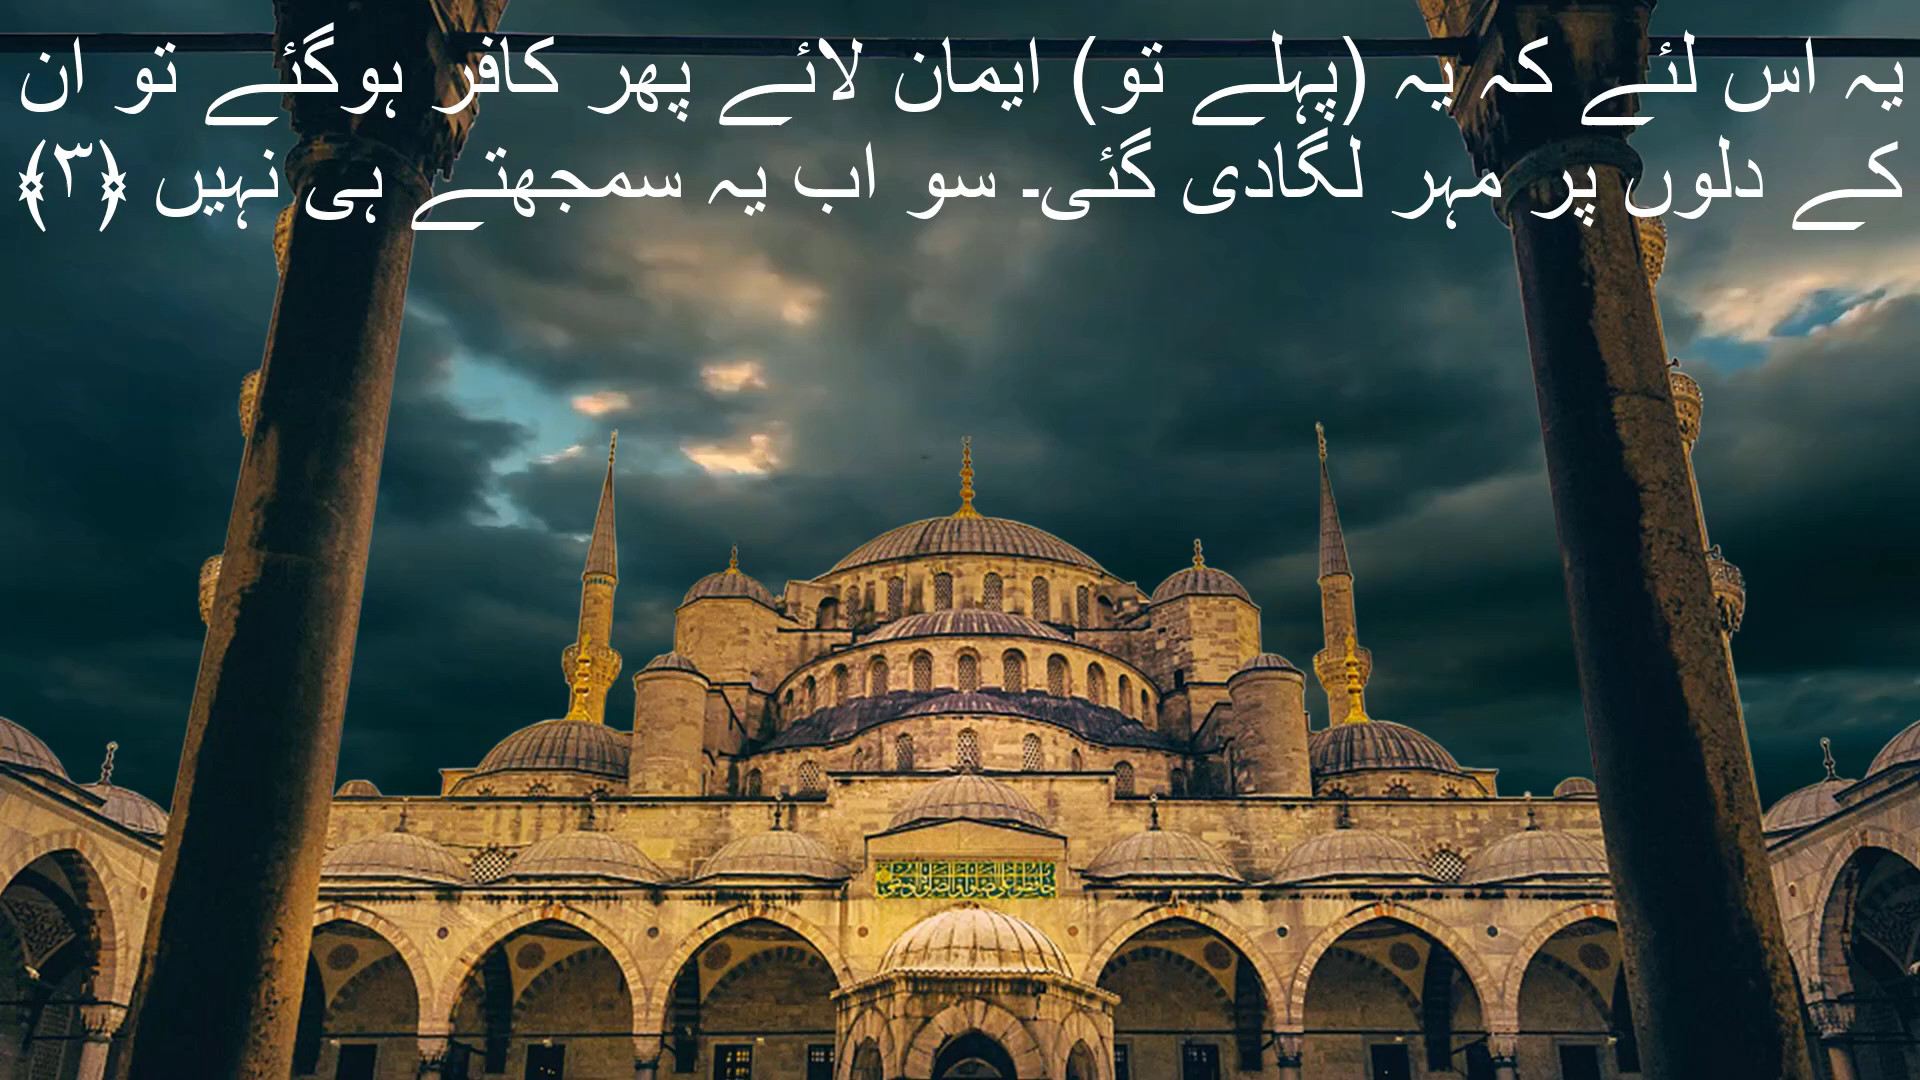 یہ اس لئے کہ یہ (پہلے تو) ایمان لائے پھر کافر ہوگئے تو ان
کے دلوں پر مہر لگادی گئی۔ سو اب یہ سمجھتے ہی نہیں ﴿۳﴾